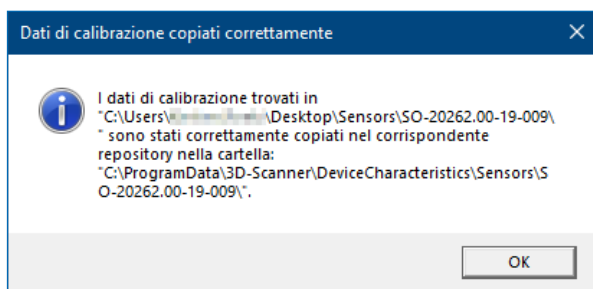 Dati di calibrazione copiati correttamente
I dati di calibrazione trovati in
"C:\Users\ \Desktop\Sensors\SO-20262.00-19-009\
" sono stati correttamente copiati nel corrispondente
repository nella cartella:
"C:\ProgramData\3D-Scanner\DeviceCharacteristics\Sensors\S
O-20262.00-19-009\".
OK